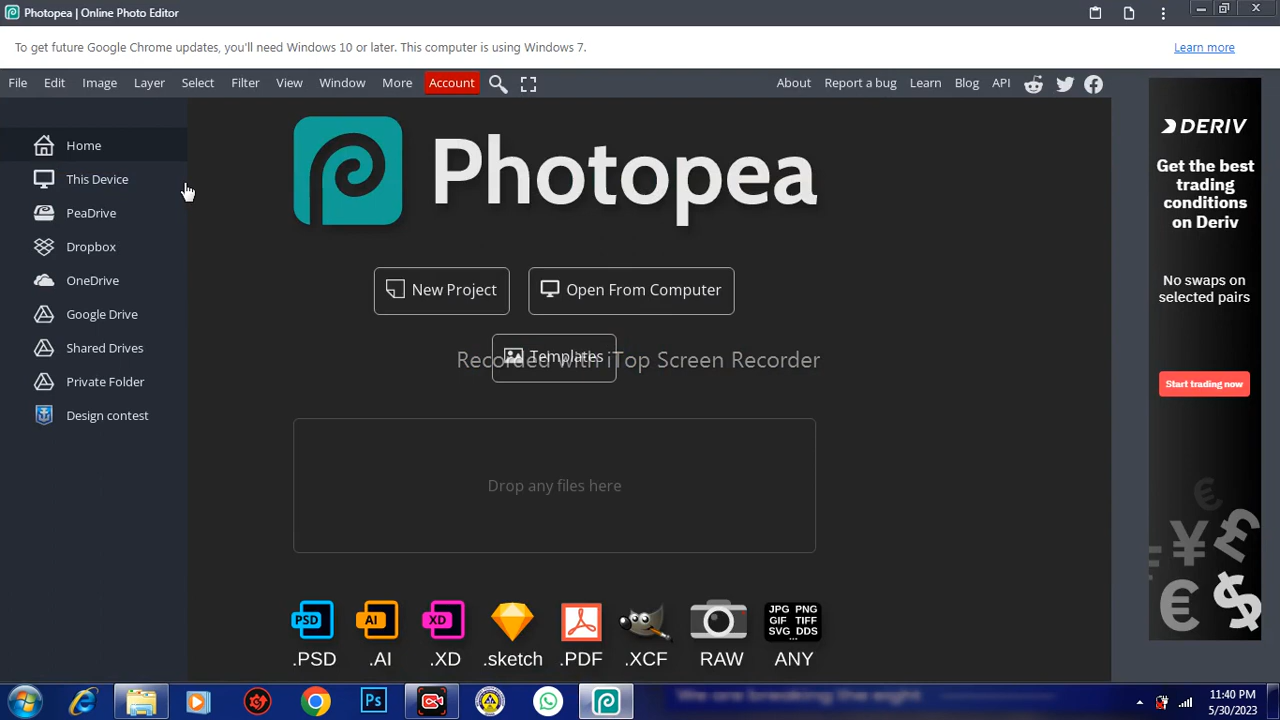 Photopea | Online Photo Editor
To get future Google Chrome updates, you'll need Windows 10 or later. This computer is using Windows 7.
Learn more
File Edit Image Layer Select Filter View Window More Account
About Report a bug Learn Blog API
Home
This Device
PeaDrive
Dropbox
OneDrive
Google Drive
Shared Drives
Private Folder
Design contest
Photopea
New Project
Open From Computer
Templates
Recorded with iTop Screen Recorder
Drop any files here
PSD
AI
XD
JPG PNG
GIF TIFF
SVG DDS
...
.PSD .AI .XD .sketch .PDF .XCF RAW ANY
DERIV
Get the best
trading
conditions
on Deriv
No swaps on
selected pairs
Start trading now
Ps
11:40 PM
5/30/2023